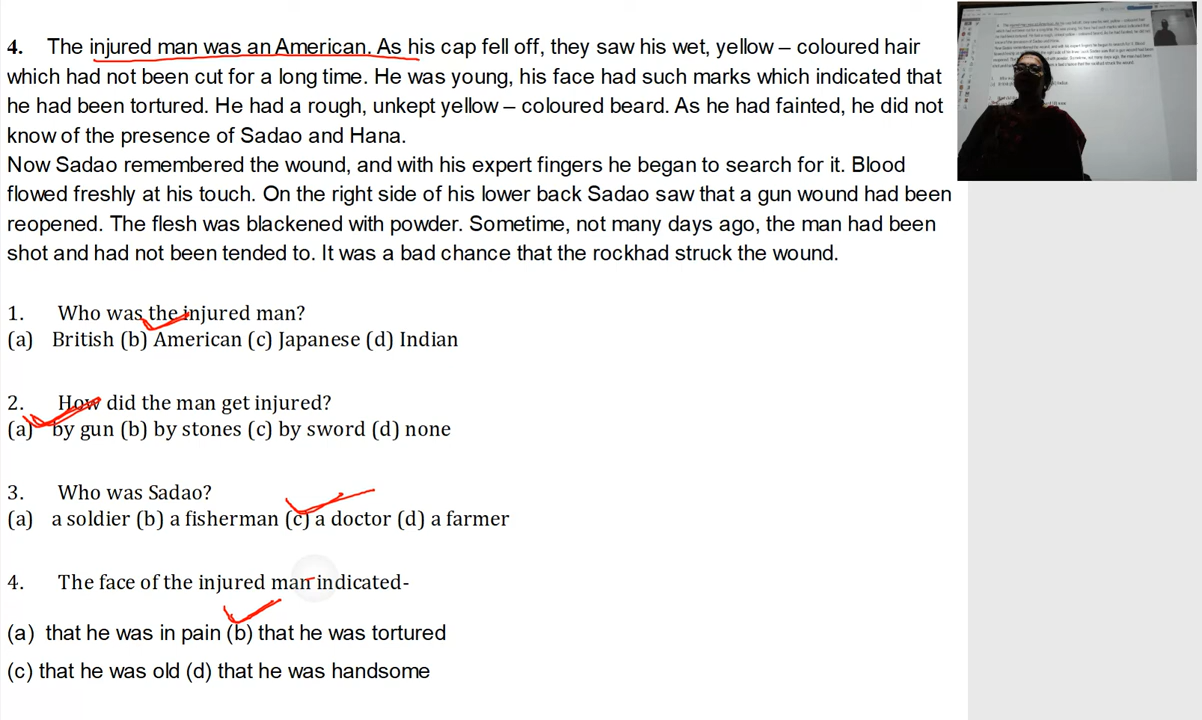 4. The injured man was an American. As his cap fell off, they saw his wet, yellow – coloured hair
which had not been cut for a long time. He was young, his face had such marks which indicated that
he had been tortured. He had a rough, unkept yellow – coloured beard. As he had fainted, he did not
know of the presence of Sadao and Hana.
Now Sadao remembered the wound, and with his expert fingers he began to search for it. Blood
flowed freshly at his touch. On the right side of his lower back Sadao saw that a gun wound had been
reopened. The flesh was blackened with powder. Sometime, not many days ago, the man had been
shot and had not been tended to. It was a bad chance that the rockhad struck the wound.
1. Who was the injured man?
(a) British (b) American (c) Japanese (d) Indian
2. How did the man get injured?
(a) by gun (b) by stones (c) by sword (d) none
3. Who was Sadao?
(a) a soldier (b) a fisherman (c) a doctor (d) a farmer
4. The face of the injured man indicated-
(a) that he was in pain (b) that he was tortured
(c) that he was old (d) that he was handsome